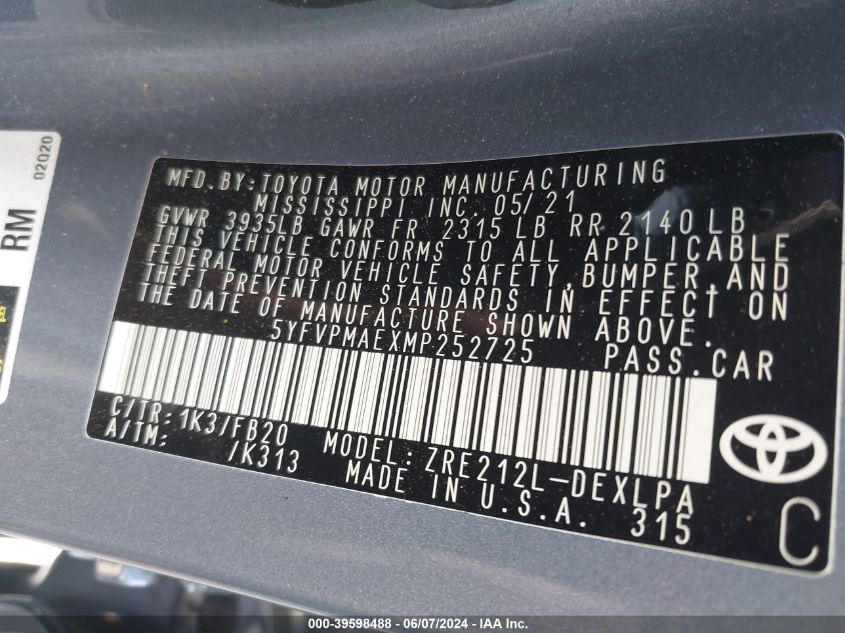 02020
RM
MFD.BY:TOYOTA MOTOR MANUFACTURING
MISSISSIPPI INC. 05/21
GVWR 3935LB GAWR FR 2315 LB RR 2140 LB
THIS VEHICLE CONFORMS TO ALL APPLICABLE
FEDERAL MOTOR VEHICLE SAFETY,BUMPER,AND
THEFT PREVENTION STANDARDS IN EFFECT ON
THE DATE OF MANUFACTURE SHOWN ABOVE.
5YFVPMAEXMP252725 PASS.CAR
C/TR: 1K3/FB20 MODEL: ZRE212L-DEXLPA
A/TM: /K313 MADE IN U.S.A. 315
C
000-39598488 - 06/07/2024 - IAA Inc.